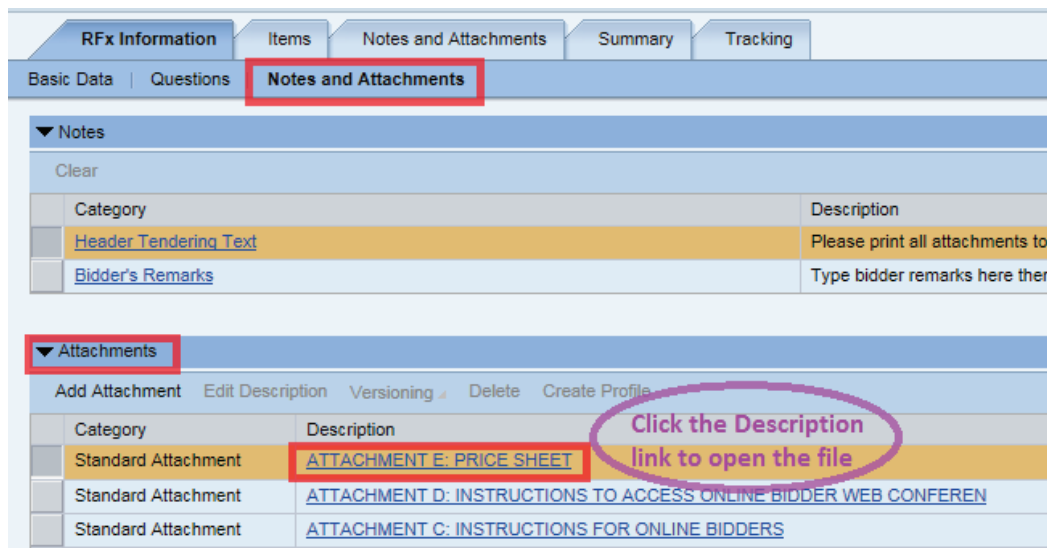 RFx Information Items Notes and Attachments Summary Tracking
Basic Data | Questions | Notes and Attachments
Notes
Clear
Category Description
Header Tendering Text Please print all attachments to
Bidder's Remarks Type bidder remarks here then
Attachments
Add Attachment Edit Description Versioning Delete Create Profile
Category Description
Standard Attachment ATTACHMENT E: PRICE SHEET
Standard Attachment ATTACHMENT D: INSTRUCTIONS TO ACCESS ONLINE BIDDER WEB CONFEREN
Standard Attachment ATTACHMENT C: INSTRUCTIONS FOR ONLINE BIDDERS
Click the Description
link to open the file